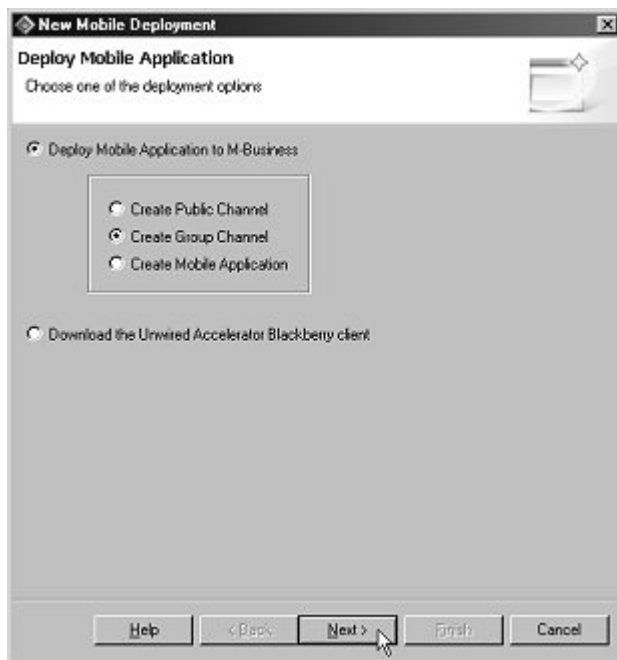 New Mobile Deployment
Deploy Mobile Application
Choose one of the deployment options
Deploy Mobile Application to M-Business
Create Public Channel
Create Group Channel
Create Mobile Application
Download the Unwired Accelerator Blackberry client
Help < Back Next > Finish Cancel